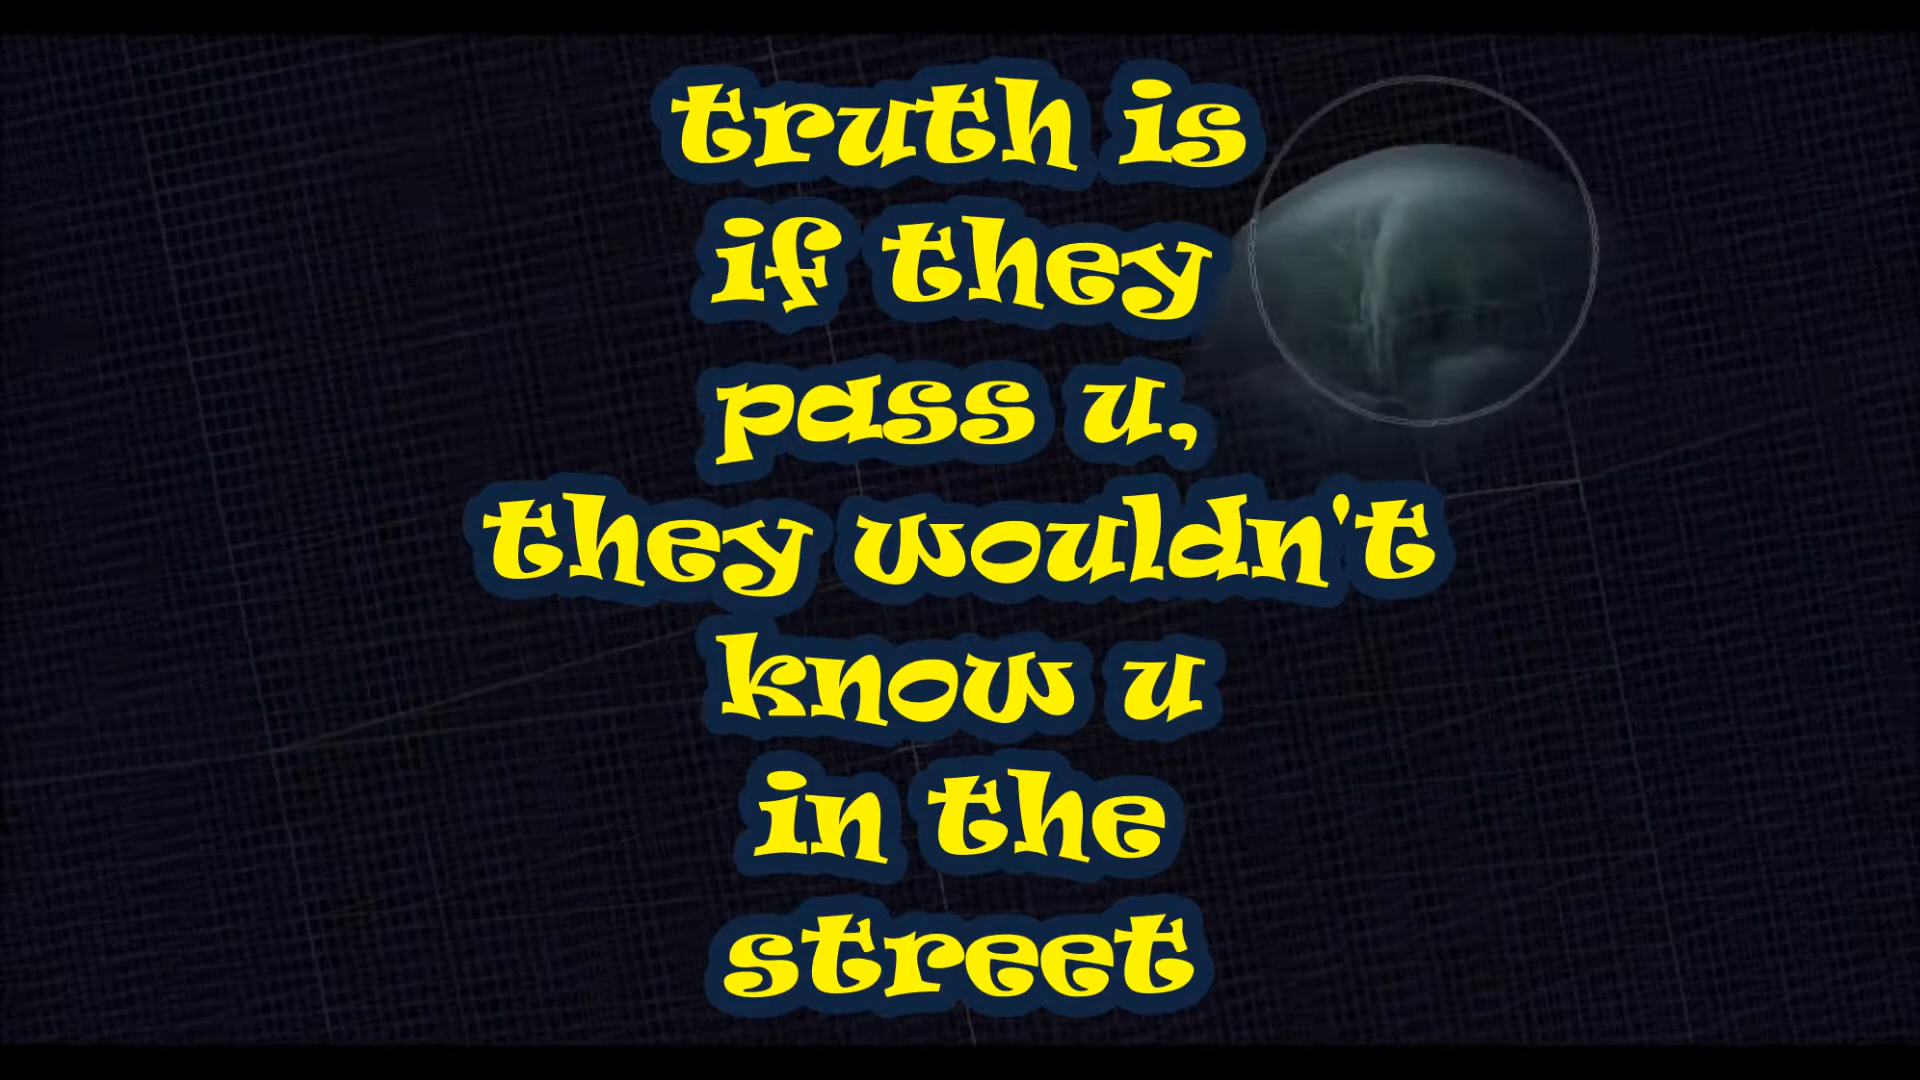 truth is
if they
pass u,
they wouldn't
know u
in the
street